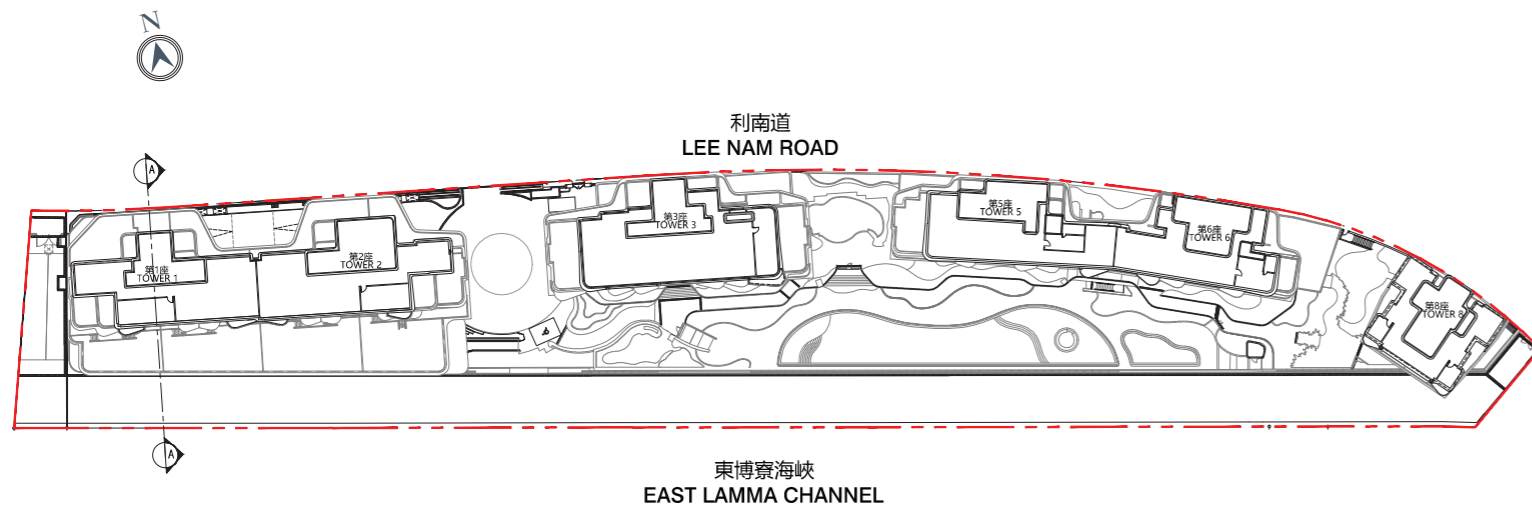 N
利南道
LEE NAM ROAD
A
第1座
TOWER 1
第2座
TOWER 2
第3座
TOWER 3
第5座
TOWER 5
第6座
TOWER 6
第8座
TOWER 8
A
東博寮海峽
EAST LAMMA CHANNEL